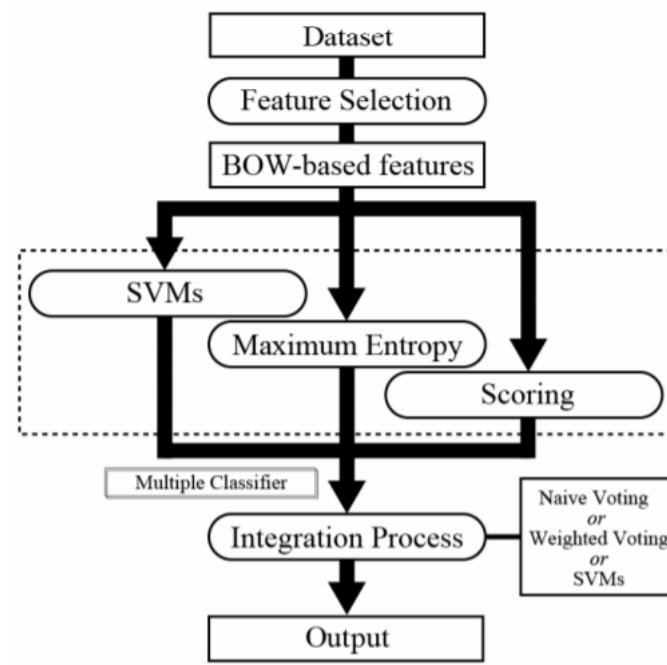 Dataset
Feature Selection
BOW-based features
SVMs
Maximum Entropy
Scoring
Multiple Classifier
Integration Process
Naive Voting
or
Weighted Voting
or
SVMs
Output